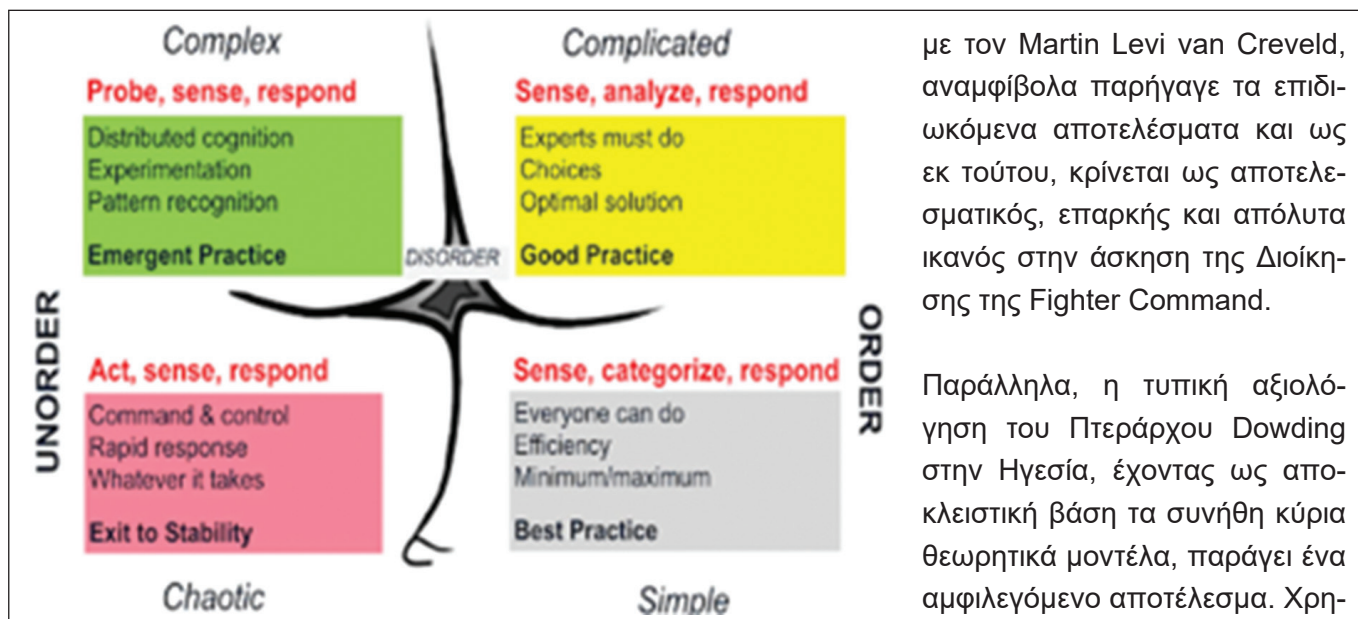 Complex
Probe, sense, respond
Distributed cognition
Experimentation
Pattern recognition
Emergent Practice
Complicated
Sense, analyze, respond
Experts must do
Choices
Optimal solution
Good Practice
DISORDER
UNORDER
ORDER
Act, sense, respond
Command & control
Rapid response
Whatever it takes
Exit to Stability
Chaotic
Sense, categorize, respond
Everyone can do
Efficiency
Minimum/maximum
Best Practice
Simple
με τον Martin Levi van Creveld,
αναμφίβολα παρήγαγε τα επιδι-
ωκόμενα αποτελέσματα και ως
εκ τούτου, κρίνεται ως αποτελε-
σματικός, επαρκής και απόλυτα
ικανός στην άσκηση της Διοίκη-
σης της Fighter Command.
Παράλληλα, η τυπική αξιολό-
γηση του Πτεράρχου Dowding
στην Ηγεσία, έχοντας ως απο-
κλειστική βάση τα συνήθη κύρια
θεωρητικά μοντέλα, παράγει ένα
αμφιλεγόμενο αποτέλεσμα. Χρη-